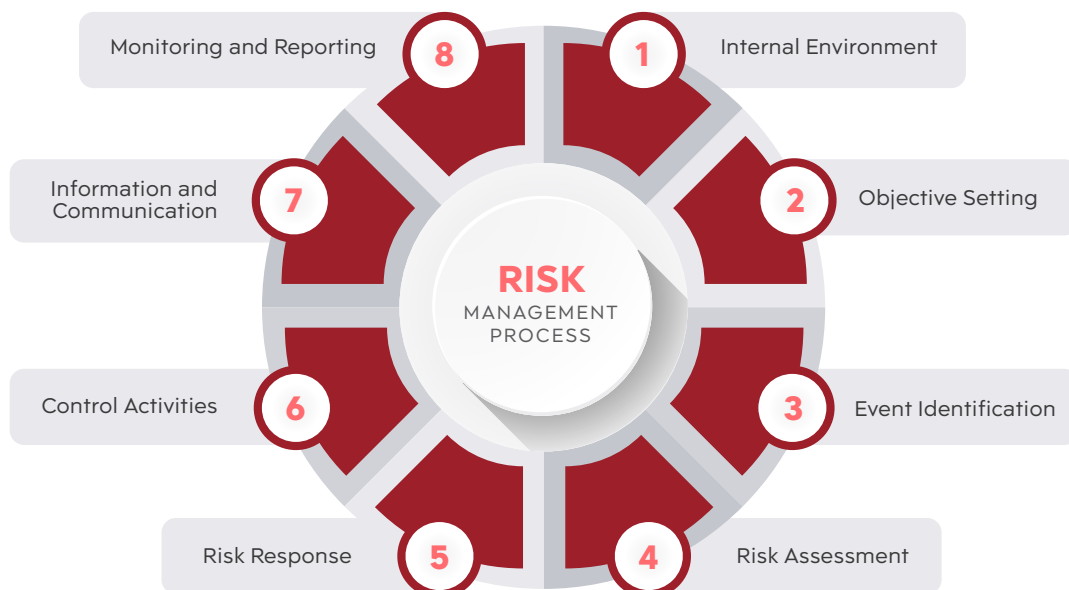 RISK
MANAGEMENT
PROCESS
1
Internal Environment
2
Objective Setting
3
Event Identification
4
Risk Assessment
5
Risk Response
6
Control Activities
7
Information and
Communication
8
Monitoring and Reporting